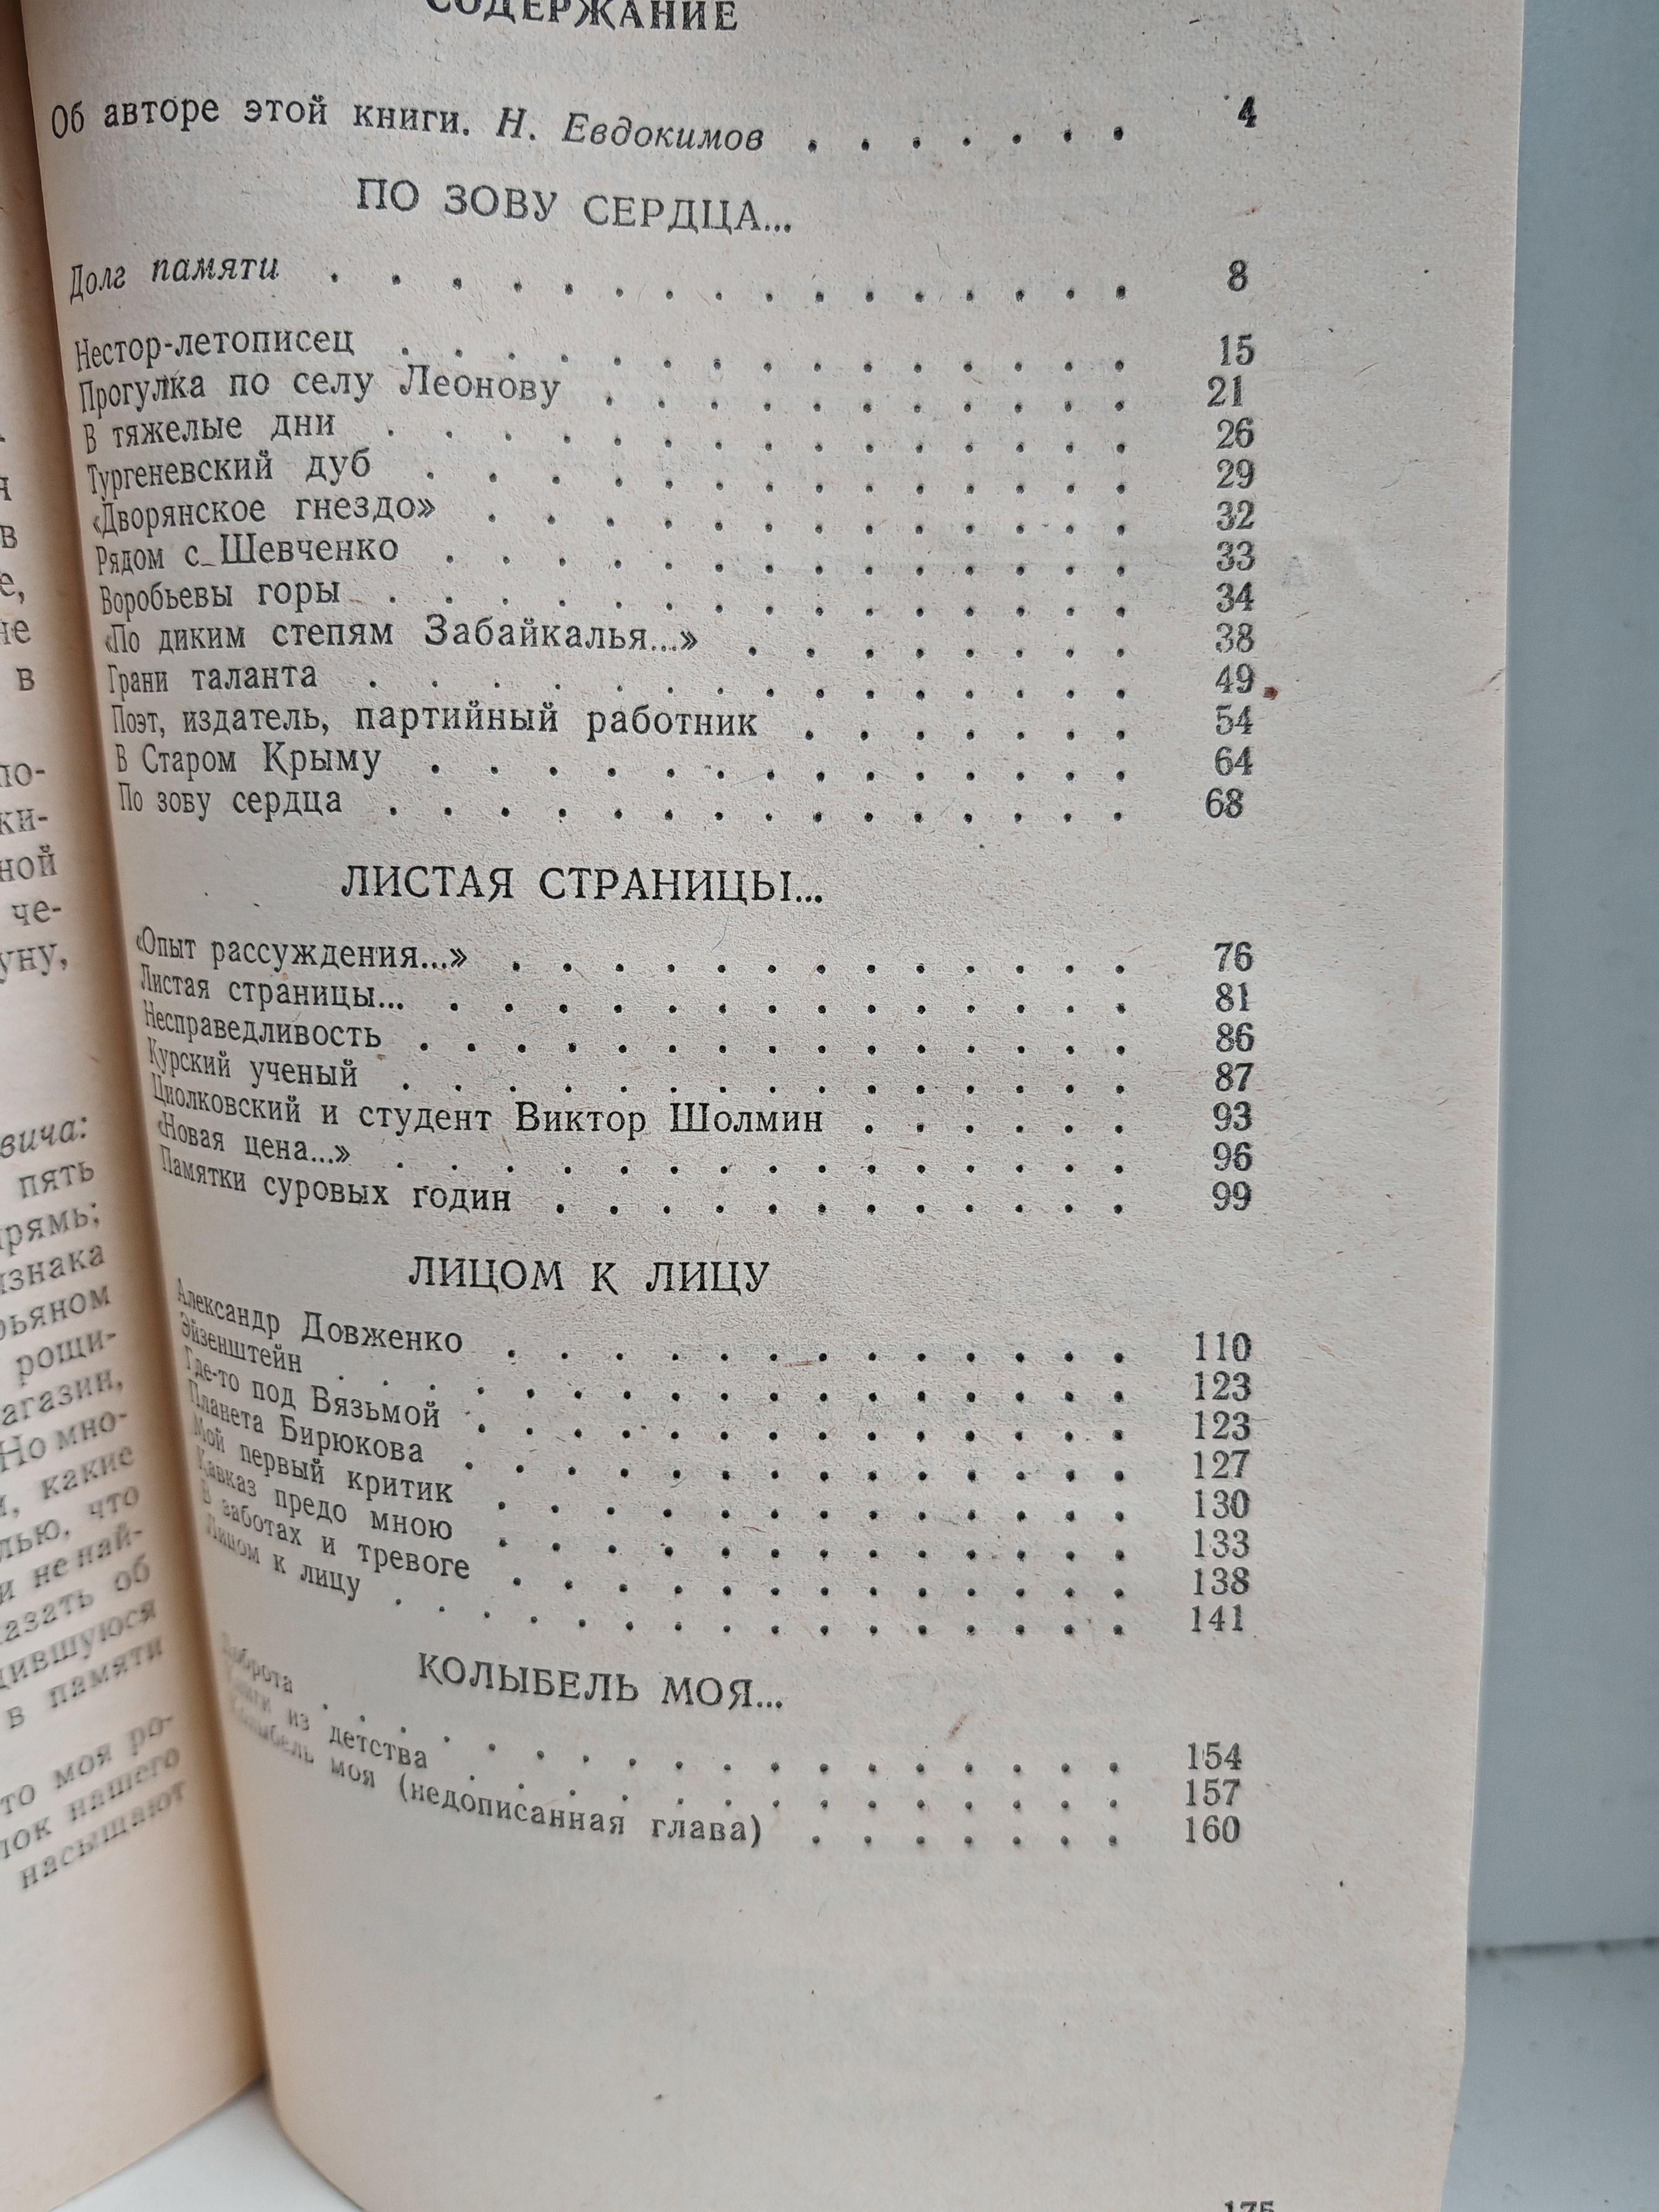 СОДЕРЖАНИЕ
Об авторе этой книги. Н. Евдокимов . . . . . . . 4
ПО ЗОВУ СЕРДЦА...
Долг памяти . . . . . . . . . . . . . . . 8
Нестор-летописец . . . . . . . . . . . . . . 15
Прогулка по селу Леонову . . . . . . . . . . . 21
В тяжелые дни . . . . . . . . . . . . . . 26
Тургеневский дуб . . . . . . . . . . . . . 29
«Дворянское гнездо» . . . . . . . . . . . . 32
Рядом с Шевченко . . . . . . . . . . . . . 33
Воробьевы горы . . . . . . . . . . . . . . 34
«По диким степям Забайкалья...» . . . . . . . . 38
Грани таланта . . . . . . . . . . . . . . 49
Поэт, издатель, партийный работник . . . . . . . 54
В Старом Крыму . . . . . . . . . . . . . 64
По зову сердца . . . . . . . . . . . . . . 68
ЛИСТАЯ СТРАНИЦЫ...
«Опыт рассуждения...» . . . . . . . . . . . . 76
Листая страницы... . . . . . . . . . . . . . . 81
Несправедливость . . . . . . . . . . . . . . 86
Курский ученый . . . . . . . . . . . . . . 87
Циолковский и студент Виктор Шолмин . . . . . . 93
«Новая цена...» . . . . . . . . . . . . . . 96
Памятки суровых годин . . . . . . . . . . . . 99
ЛИЦОМ К ЛИЦУ
Александр Довженко . . . . . . . . . . . . 110
Эйзенштейн . . . . . . . . . . . . . . . 123
Где-то под Вязьмой . . . . . . . . . . . . . 123
Планета Бирюкова . . . . . . . . . . . . . 127
Мой первый критик . . . . . . . . . . . . . 130
Кавказ предо мною . . . . . . . . . . . . . 133
В заботах и тревоге . . . . . . . . . . . . 138
Лицом к лицу . . . . . . . . . . . . . . 141
КОЛЫБЕЛЬ МОЯ...
Доброта . . . . . . . . . . . . . . . . 154
Книги из детства . . . . . . . . . . . . . 157
Колыбель моя (недописанная глава) . . . . . . . 160
175